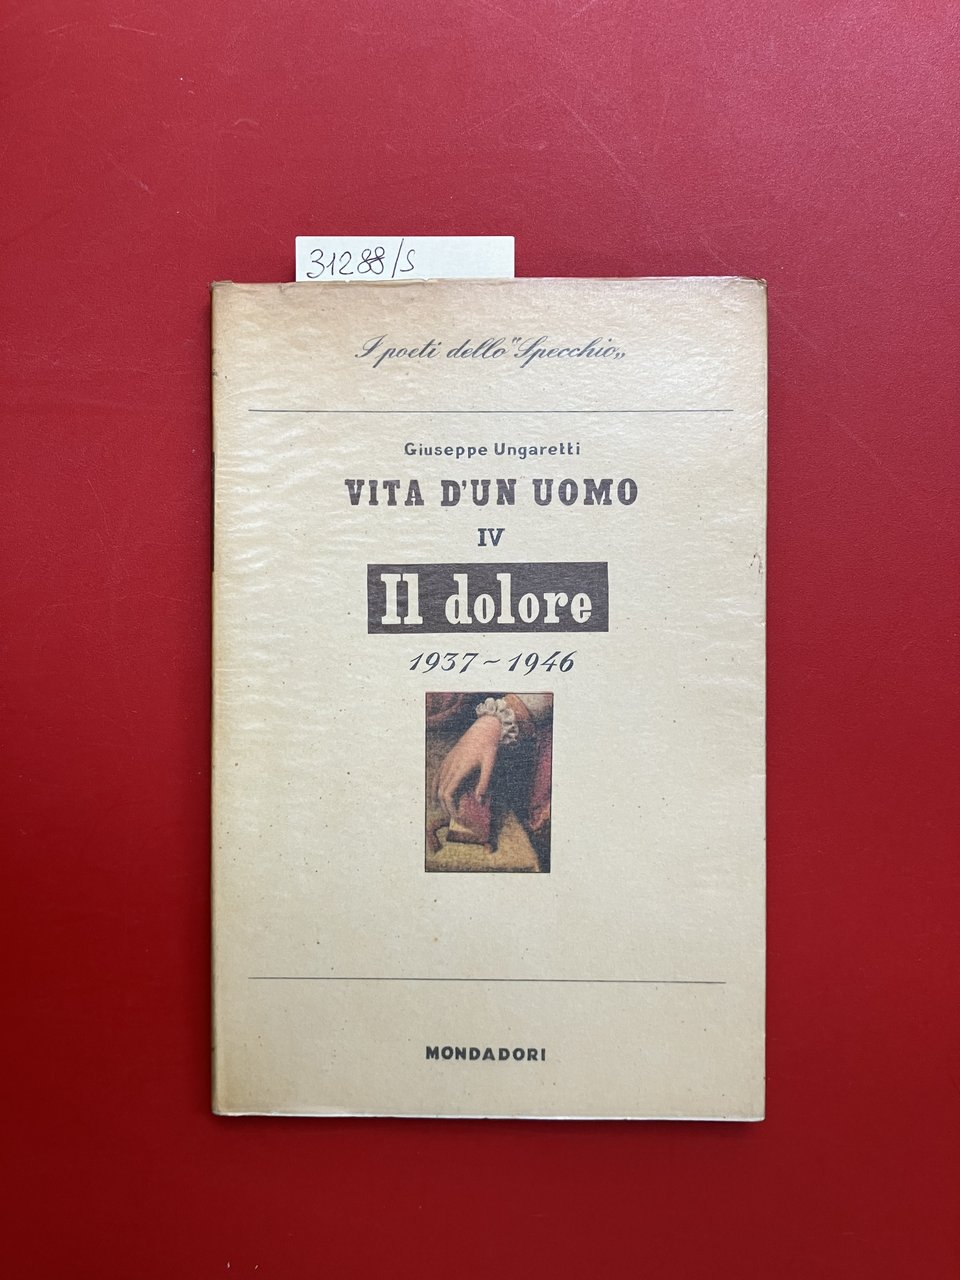 31288/S
I poeti dello "Specchio„
Giuseppe Ungaretti
VITA D'UN UOMO
IV
Il dolore
1937-1946
MONDADORI